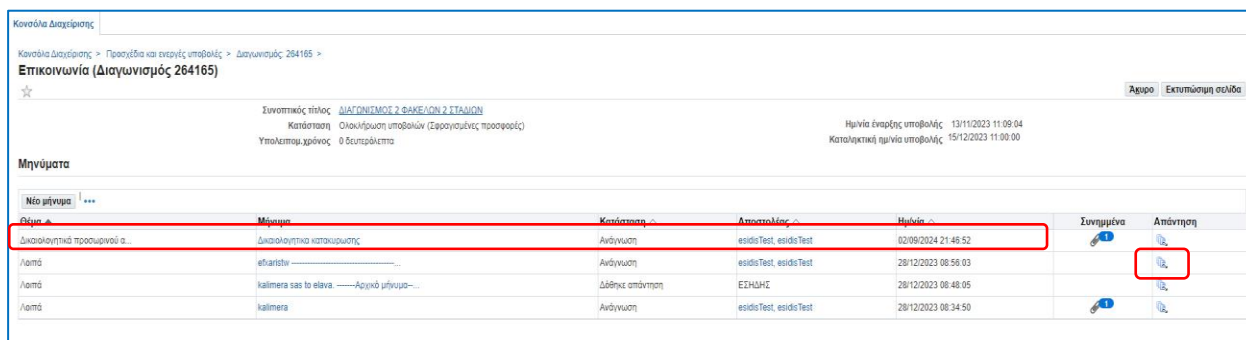 Κονσόλα Διαχείρισης
Κονσόλα Διαχείρισης > Προσχέδια και ενεργές υποβολές > Διαγωνισμός: 264165 >
Επικοινωνία (Διαγωνισμός 264165)
Άκυρο Εκτυπώσιμη σελίδα
Συνοπτικός τίτλος ΔΙΑΓΩΝΙΣΜΟΣ 2 ΦΑΚΕΛΩΝ 2 ΣΤΑΔΙΩΝ
Κατάσταση Ολοκλήρωση υποβολών (Σφραγισμένες προσφορές) Ημ/νία έναρξης υποβολής 13/11/2023 11:09:04
Υπολειπομ.χρόνος 0 δευτερόλεπτα Καταληκτική ημ/νία υποβολής 15/12/2023 11:00:00
Μηνύματα
Νέο μήνυμα
Θέμα Μήνυμα Κατάσταση Αποστολέας Ημ/νία Συνημμένα Απάντηση
Δικαιολογητικά προσωρινού α... Δικαιολογητικα κατακυρωσης Ανάγνωση esidisTest, esidisTest 02/09/2024 21:46:52 1
Λοιπά efxaristw --------------------------------------... Ανάγνωση esidisTest, esidisTest 28/12/2023 08:56:03
Λοιπά kalimera sas to elava. -------Αρχικό μήνυμα--... Δόθηκε απάντηση ΕΣΗΔΗΣ 28/12/2023 08:48:05
Λοιπά kalimera Ανάγνωση esidisTest, esidisTest 28/12/2023 08:34:50 1